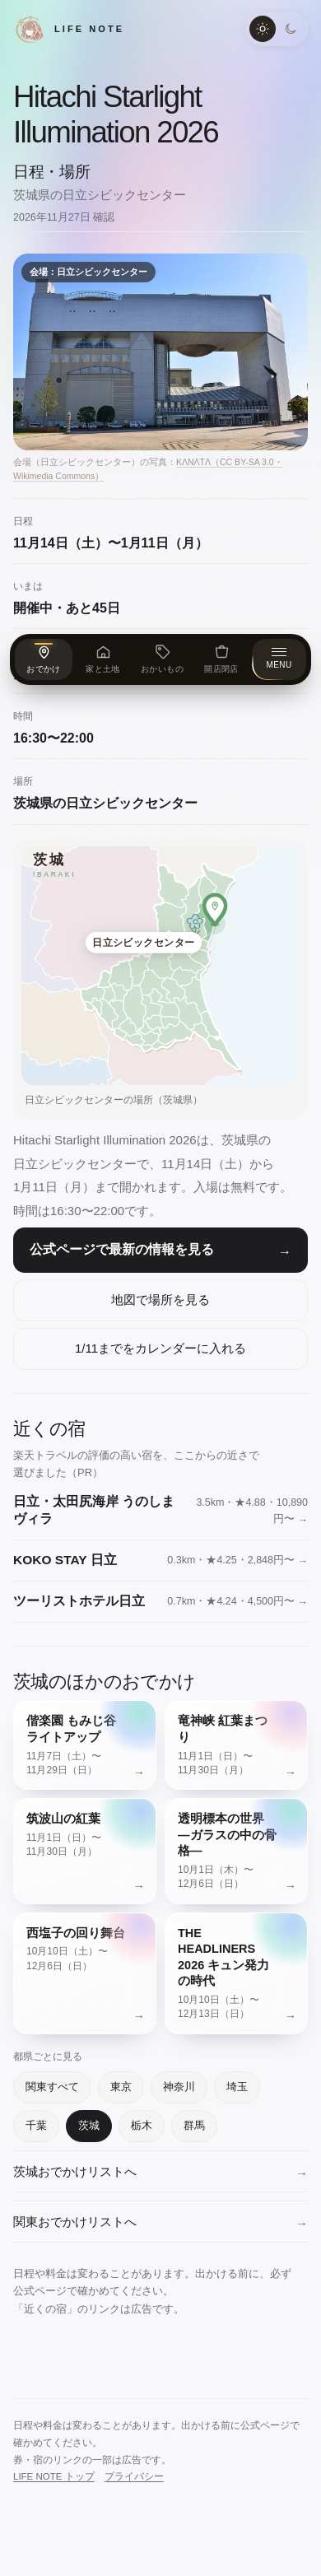 LIFE NOTE
Hitachi Starlight
Illumination 2026
日程・場所
茨城県の日立シビックセンター
2026年11月27日 確認
会場：日立シビックセンター
会場（日立シビックセンター）の写真：KΛNΛTΛ（CC BY-SA 3.0・
Wikimedia Commons）
日程
11月14日（土）〜1月11日（月）
いまは
開催中・あと45日
おでかけ
家と土地
おかいもの
開店閉店
MENU
時間
16:30〜22:00
場所
茨城県の日立シビックセンター
茨城
IBARAKI
日立シビックセンター
日立シビックセンターの場所（茨城県）
Hitachi Starlight Illumination 2026は、茨城県の
日立シビックセンターで、11月14日（土）から
1月11日（月）まで開かれます。入場は無料です。
時間は16:30〜22:00です。
公式ページで最新の情報を見る →
地図で場所を見る
1/11までをカレンダーに入れる
近くの宿
楽天トラベルの評価の高い宿を、ここからの近さで
選びました（PR）
日立・太田尻海岸 うのしま
ヴィラ
3.5km・★4.88・10,890
円〜 →
KOKO STAY 日立
0.3km・★4.25・2,848円〜 →
ツーリストホテル日立
0.7km・★4.24・4,500円〜 →
茨城のほかのおでかけ
偕楽園 もみじ谷
ライトアップ
11月7日（土）〜
11月29日（日）
→
竜神峡 紅葉まつ
り
11月1日（日）〜
11月30日（月）
→
筑波山の紅葉
11月1日（日）〜
11月30日（月）
→
透明標本の世界
―ガラスの中の骨
格―
10月1日（木）〜
12月6日（日）
→
西塩子の回り舞台
10月10日（土）〜
12月6日（日）
→
THE
HEADLINERS
2026 キュン発力
の時代
10月10日（土）〜
12月13日（日）
→
都県ごとに見る
関東すべて
東京
神奈川
埼玉
千葉
茨城
栃木
群馬
茨城おでかけリストへ →
関東おでかけリストへ →
日程や料金は変わることがあります。出かける前に、必ず
公式ページで確かめてください。
「近くの宿」のリンクは広告です。
日程や料金は変わることがあります。出かける前に公式ページで
確かめてください。
券・宿のリンクの一部は広告です。
LIFE NOTE トップ プライバシー